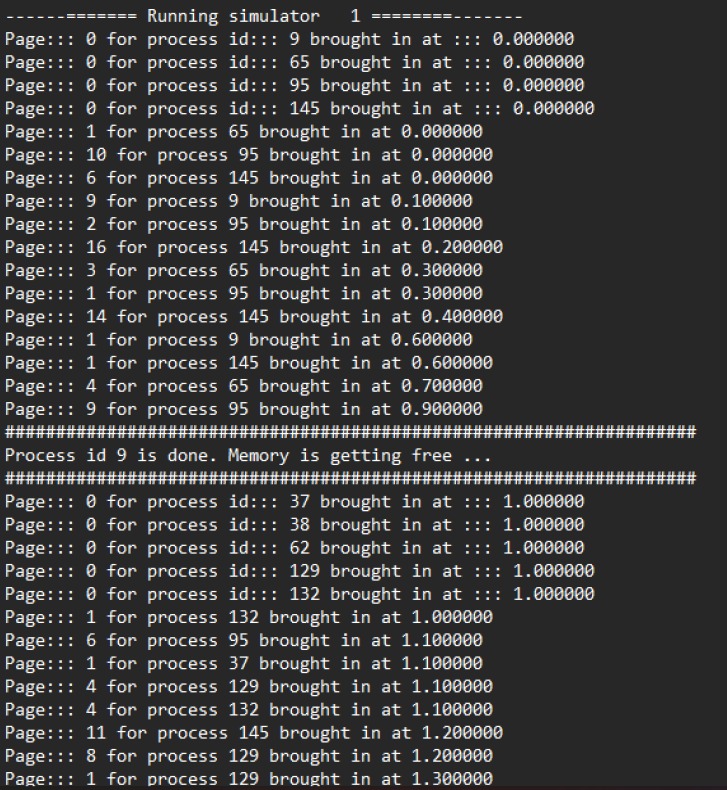 ------======= Running simulator   1 ========-------
Page::: 0 for process id::: 9 brought in at ::: 0.000000
Page::: 0 for process id::: 65 brought in at ::: 0.000000
Page::: 0 for process id::: 95 brought in at ::: 0.000000
Page::: 0 for process id::: 145 brought in at ::: 0.000000
Page::: 1 for process 65 brought in at 0.000000
Page::: 10 for process 95 brought in at 0.000000
Page::: 6 for process 145 brought in at 0.000000
Page::: 9 for process 9 brought in at 0.100000
Page::: 2 for process 95 brought in at 0.100000
Page::: 16 for process 145 brought in at 0.200000
Page::: 3 for process 65 brought in at 0.300000
Page::: 1 for process 95 brought in at 0.300000
Page::: 14 for process 145 brought in at 0.400000
Page::: 1 for process 9 brought in at 0.600000
Page::: 1 for process 145 brought in at 0.600000
Page::: 4 for process 65 brought in at 0.700000
Page::: 9 for process 95 brought in at 0.900000
####################################################################
Process id 9 is done. Memory is getting free ...
####################################################################
Page::: 0 for process id::: 37 brought in at ::: 1.000000
Page::: 0 for process id::: 38 brought in at ::: 1.000000
Page::: 0 for process id::: 62 brought in at ::: 1.000000
Page::: 0 for process id::: 129 brought in at ::: 1.000000
Page::: 0 for process id::: 132 brought in at ::: 1.000000
Page::: 1 for process 132 brought in at 1.000000
Page::: 6 for process 95 brought in at 1.100000
Page::: 1 for process 37 brought in at 1.100000
Page::: 4 for process 129 brought in at 1.100000
Page::: 4 for process 132 brought in at 1.100000
Page::: 11 for process 145 brought in at 1.200000
Page::: 8 for process 129 brought in at 1.200000
Page::: 1 for process 129 brought in at 1.300000